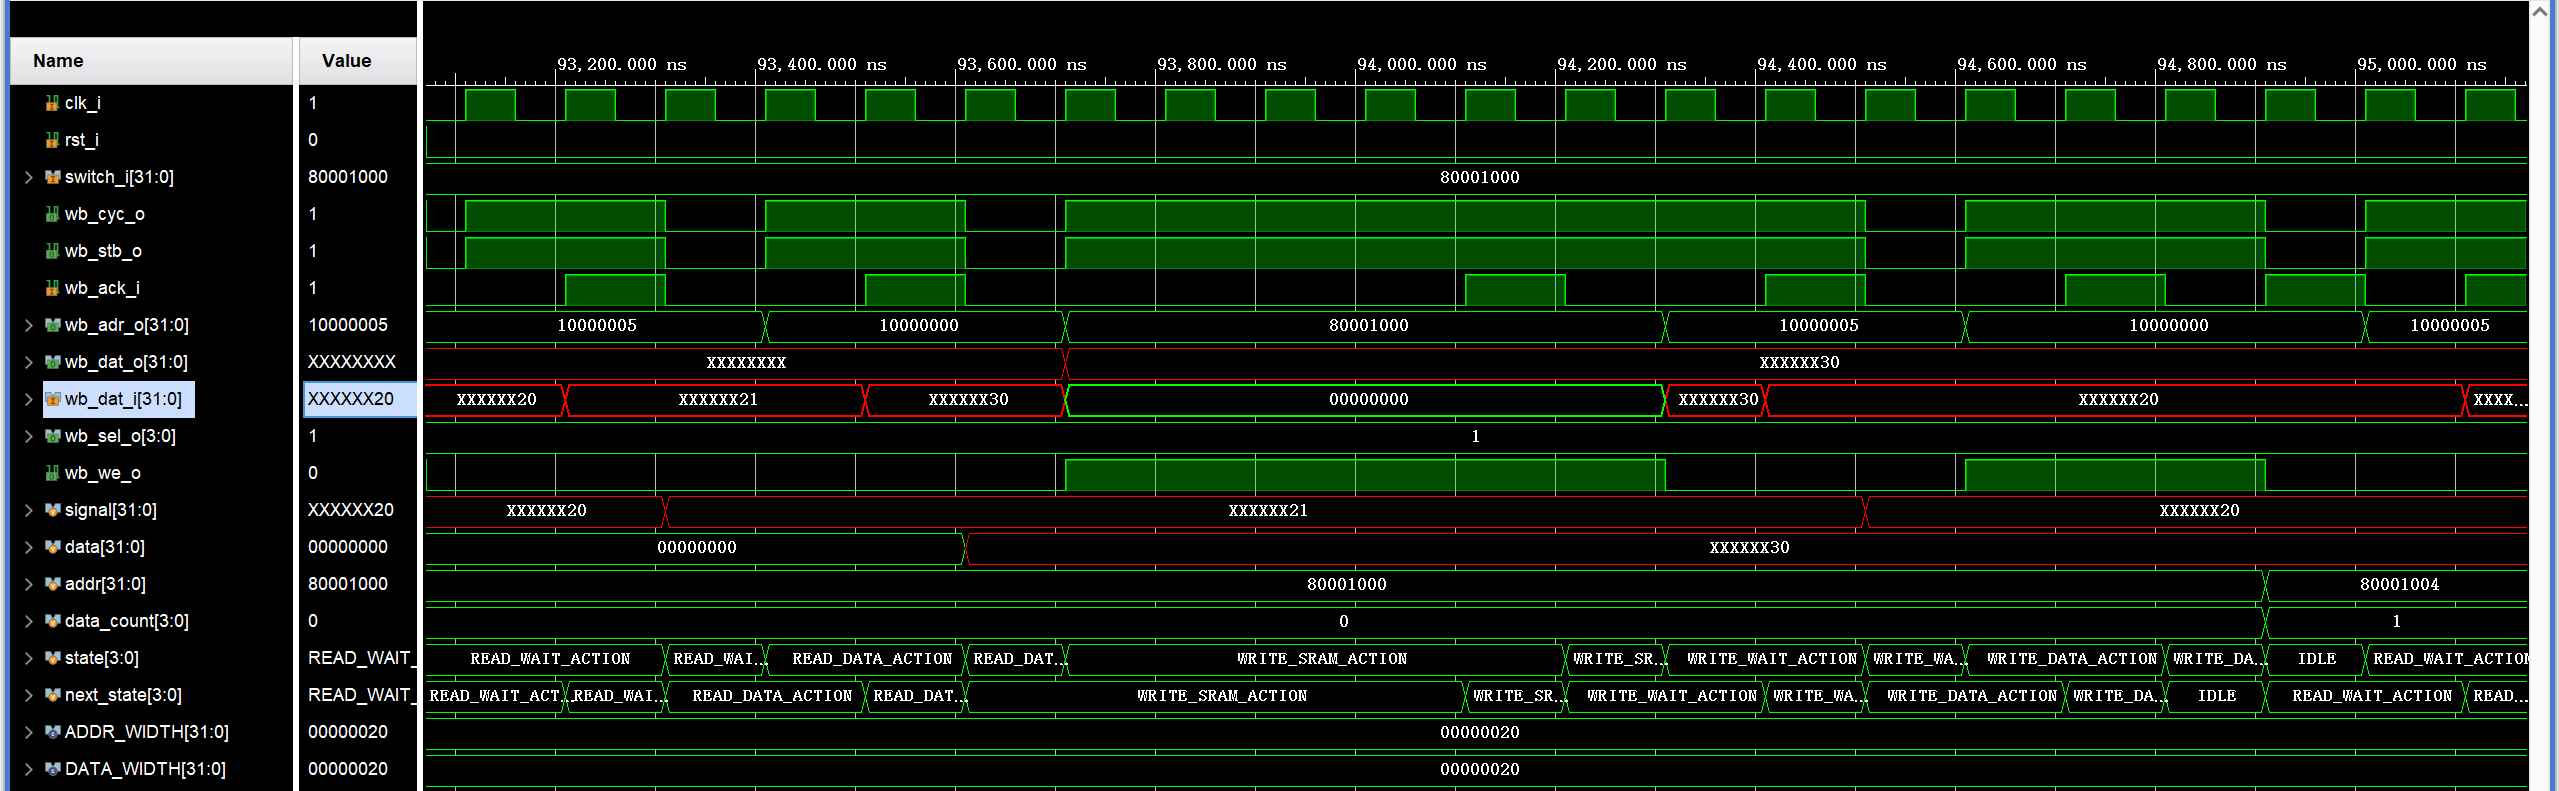 Name Value
93,200.000 ns 93,400.000 ns 93,600.000 ns 93,800.000 ns 94,000.000 ns 94,200.000 ns 94,400.000 ns 94,600.000 ns 94,800.000 ns 95,000.000 ns
clk_i 1
rst_i 0
switch_i[31:0] 80001000 80001000
wb_cyc_o 1
wb_stb_o 1
wb_ack_i 1
wb_adr_o[31:0] 10000005 10000005 10000000 80001000 10000005 10000000 10000005
wb_dat_o[31:0] XXXXXXXX XXXXXXXX XXXXXX30
wb_dat_i[31:0] XXXXXX20 XXXXXX20 XXXXXX21 XXXXXX30 00000000 XXXXXX30 XXXXXX20 XXXX...
wb_sel_o[3:0] 1 1
wb_we_o 0
signal[31:0] XXXXXX20 XXXXXX20 XXXXXX21 XXXXXX20
data[31:0] 00000000 00000000 XXXXXX30
addr[31:0] 80001000 80001000 80001004
data_count[3:0] 0 0 1
state[3:0] READ_WAIT_ READ_WAIT_ACTION READ_WAI... READ_DATA_ACTION READ_DAT... WRITE_SRAM_ACTION WRITE_SR... WRITE_WAIT_ACTION WRITE_WA... WRITE_DATA_ACTION WRITE_DA... IDLE READ_WAIT_ACTION
next_state[3:0] READ_WAIT_ READ_WAIT_ACT... READ_WAI... READ_DATA_ACTION READ_DAT... WRITE_SRAM_ACTION WRITE_SR... WRITE_WAIT_ACTION WRITE_WA... WRITE_DATA_ACTION WRITE_DA... IDLE READ_WAIT_ACTION READ...
ADDR_WIDTH[31:0] 00000020 00000020
DATA_WIDTH[31:0] 00000020 00000020